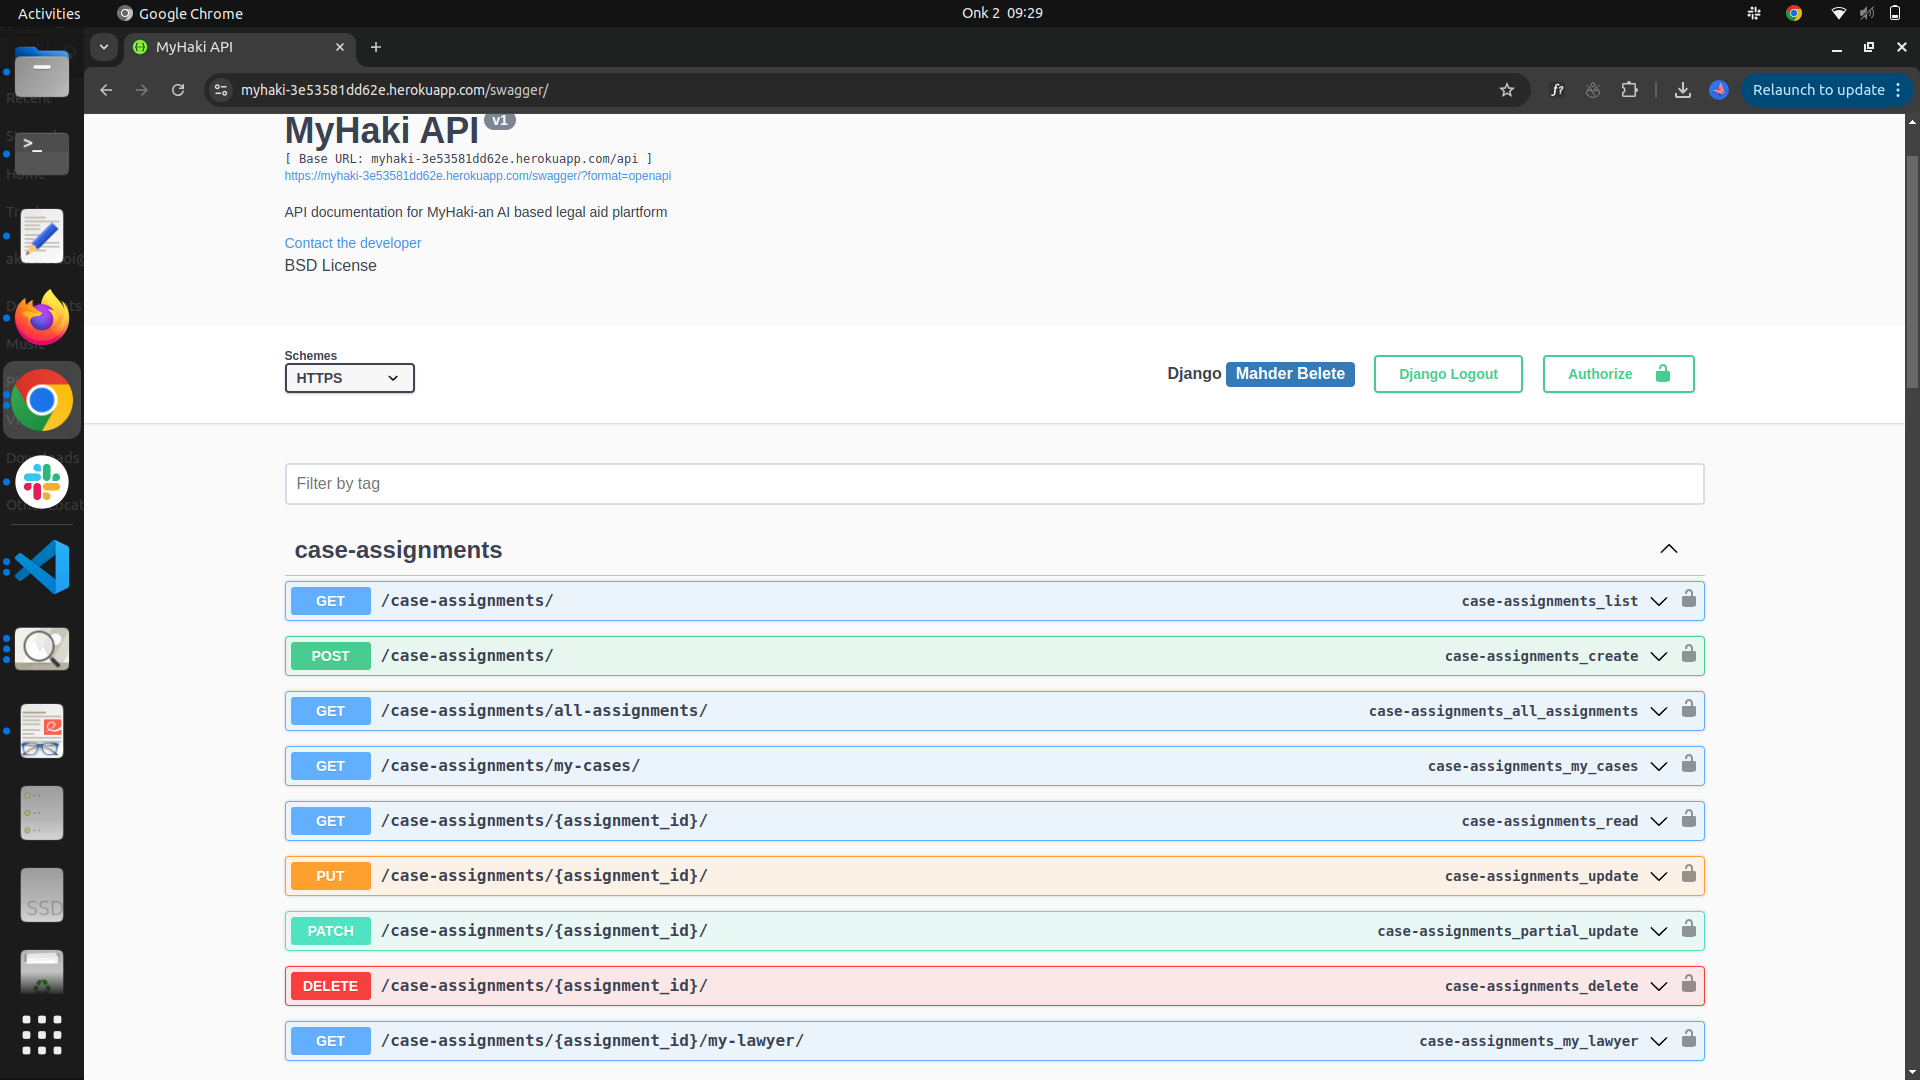 Activities
Google Chrome
Onk 2 09:29
MyHaki API
myhaki-3e53581dd62e.herokuapp.com/swagger/
Relaunch to update
MyHaki API v1
[ Base URL: myhaki-3e53581dd62e.herokuapp.com/api ]
https://myhaki-3e53581dd62e.herokuapp.com/swagger/?format=openapi
API documentation for MyHaki-an AI based legal aid plartform
Contact the developer
BSD License
Schemes
HTTPS
Django Mahder Belete
Django Logout
Authorize
Filter by tag
case-assignments
GET /case-assignments/ case-assignments_list
POST /case-assignments/ case-assignments_create
GET /case-assignments/all-assignments/ case-assignments_all_assignments
GET /case-assignments/my-cases/ case-assignments_my_cases
GET /case-assignments/{assignment_id}/ case-assignments_read
PUT /case-assignments/{assignment_id}/ case-assignments_update
PATCH /case-assignments/{assignment_id}/ case-assignments_partial_update
DELETE /case-assignments/{assignment_id}/ case-assignments_delete
GET /case-assignments/{assignment_id}/my-lawyer/ case-assignments_my_lawyer
Recent
Home
Music
Downloads
SSD